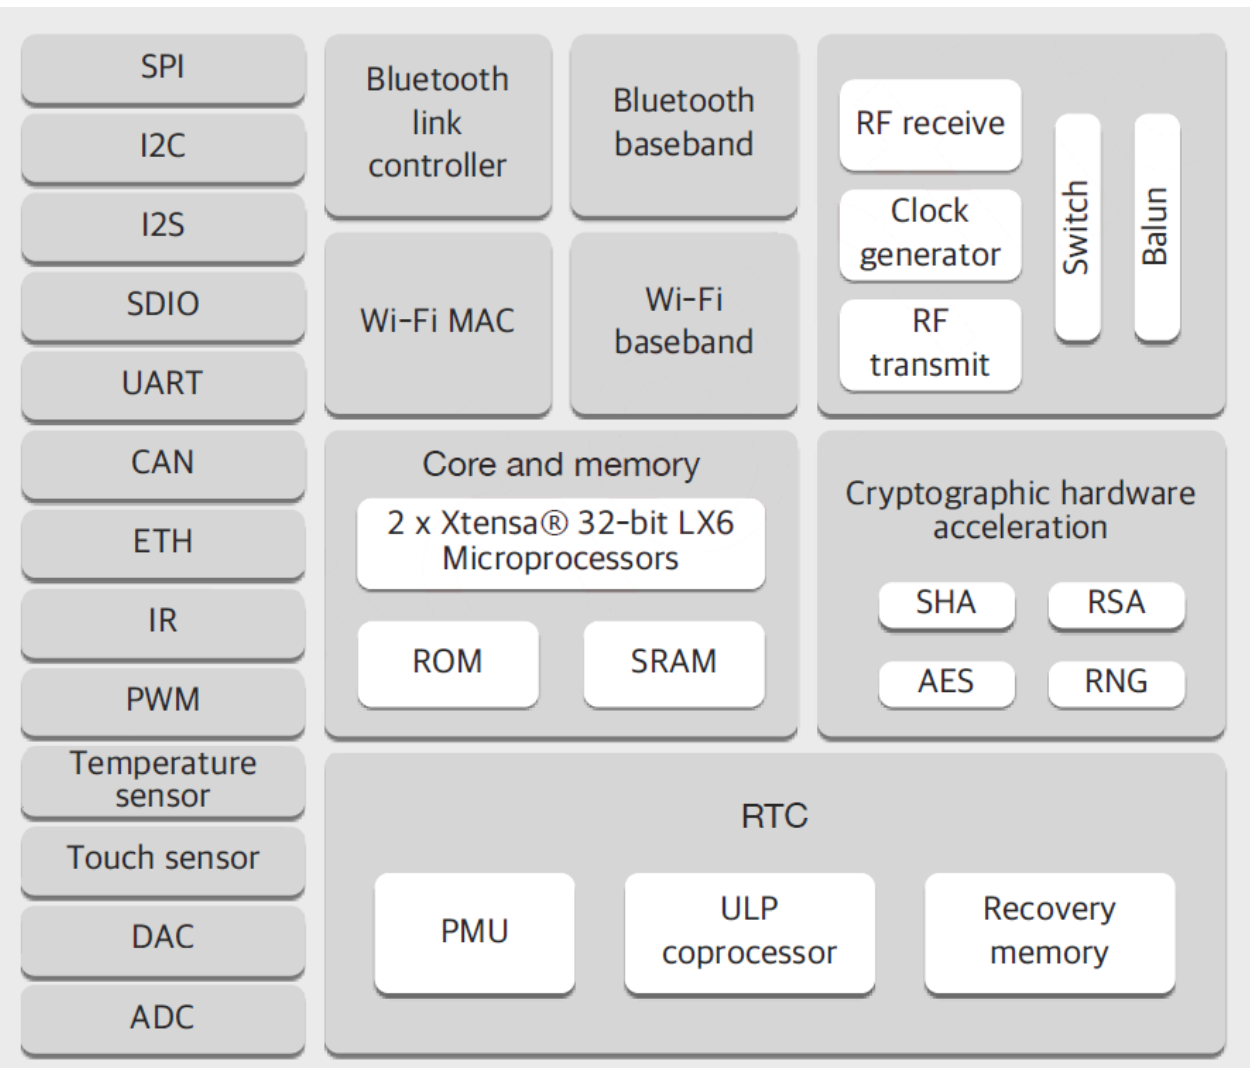 SPI
I2C
I2S
SDIO
UART
CAN
ETH
IR
PWM
Temperature
sensor
Touch sensor
DAC
ADC
Bluetooth
link
controller
Bluetooth
baseband
Wi-Fi MAC
Wi-Fi
baseband
RF receive
Clock
generator
RF
transmit
Switch
Balun
Core and memory
2 x Xtensa® 32-bit LX6
Microprocessors
ROM
SRAM
Cryptographic hardware
acceleration
SHA
RSA
AES
RNG
RTC
PMU
ULP
coprocessor
Recovery
memory